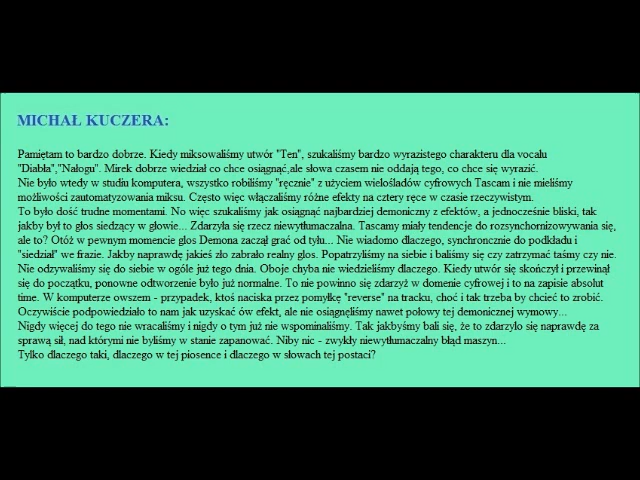 MICHAŁ KUCZERA:
Pamiętam to bardzo dobrze. Kiedy miksowaliśmy utwór "Ten", szukaliśmy bardzo wyrazistego charakteru dla vocalu
"Diabła","Nałogu". Mirek dobrze wiedział co chce osiągnąć,ale słowa czasem nie oddają tego, co chce się wyrazić.
Nie było wtedy w studiu komputera, wszystko robiliśmy "ręcznie" z użyciem wielośladów cyfrowych Tascam i nie mieliśmy
możliwości zautomatyzowania miksu. Często więc włączaliśmy różne efekty na cztery ręce w czasie rzeczywistym.
To było dość trudne momentami. No więc szukaliśmy jak osiągnąć najbardziej demoniczny z efektów, a jednocześnie bliski, tak
jakby był to głos siedzący w głowie... Zdarzyła się rzecz niewytłumaczalna. Tascamy miały tendencje do rozsynchornizowywania się,
ale to? Otóż w pewnym momencie glos Demona zaczął grać od tyłu... Nie wiadomo dlaczego, synchroncznie do podkładu i
"siedział" we frazie. Jakby naprawdę jakieś zło zabrało realny glos. Popatrzyliśmy na siebie i baliśmy się czy zatrzymać taśmy czy nie.
Nie odzywaliśmy się do siebie w ogóle już tego dnia. Oboje chyba nie wiedzieliśmy dlaczego. Kiedy utwór się skończył i przewinął
się do początku, ponowne odtworzenie było już normalne. To nie powinno się zdarzyć w domenie cyfrowej i to na zapisie absolut
time. W komputerze owszem - przypadek, ktoś naciska przez pomyłkę "reverse" na tracku, choć i tak trzeba by chcieć to zrobić.
Oczywiście podpowiedziało to nam jak uzyskać ów efekt, ale nie osiągnęliśmy nawet połowy tej demonicznej wymowy...
Nigdy więcej do tego nie wracaliśmy i nigdy o tym już nie wspominaliśmy. Tak jakbyśmy bali się, że to zdarzylo się naprawdę za
sprawą sił, nad którymi nie byliśmy w stanie zapanować. Niby nic - zwykły niewytłumaczalny błąd maszyn...
Tylko dlaczego taki, dlaczego w tej piosence i dlaczego w słowach tej postaci?